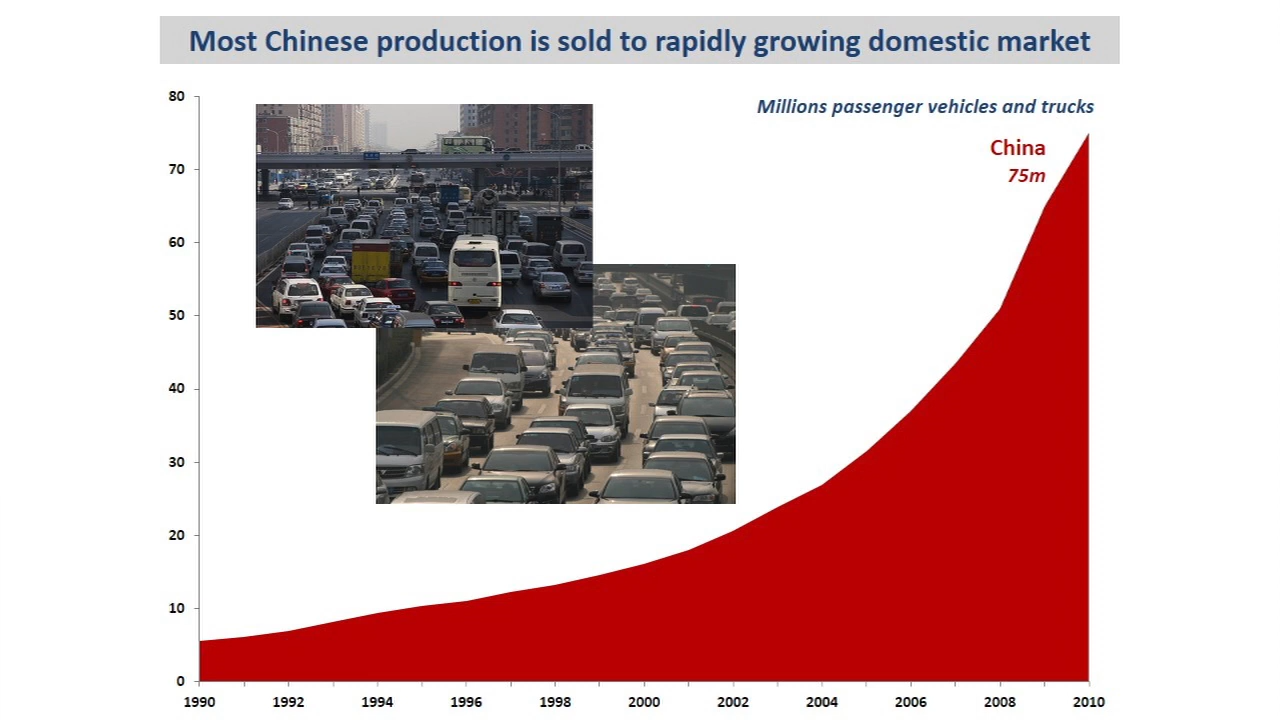 Most Chinese production is sold to rapidly growing domestic market
Millions passenger vehicles and trucks
China
75m
80
70
60
50
40
30
20
10
0
1990 1992 1994 1996 1998 2000 2002 2004 2006 2008 2010